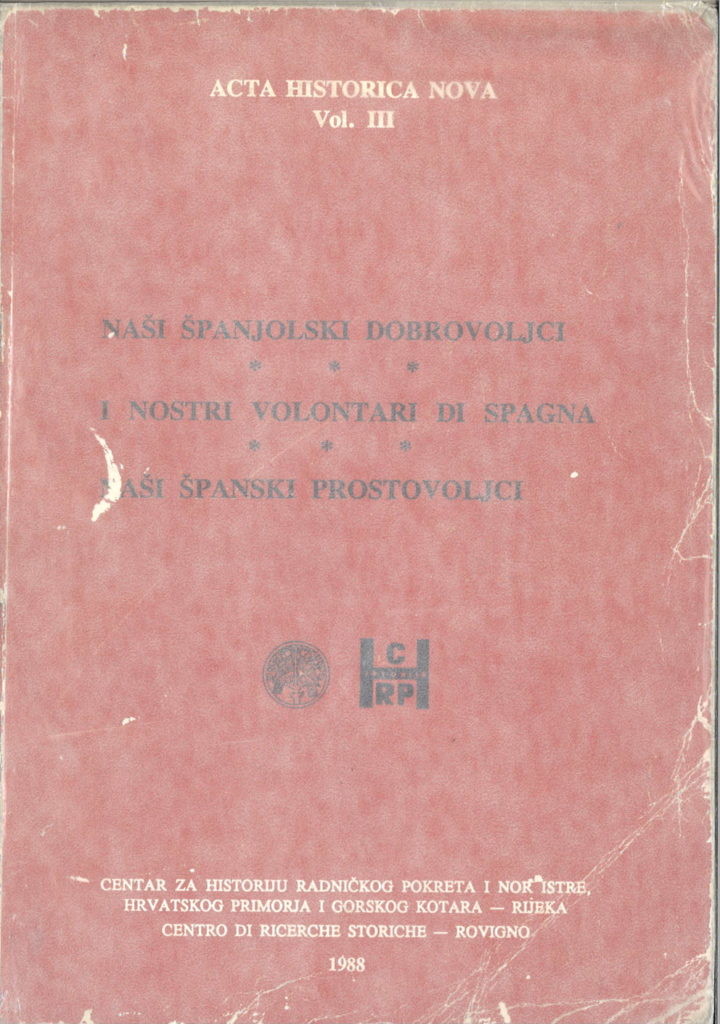 ACTA HISTORICA NOVA
Vol. III
NAŠI ŠPANJOLSKI DOBROVOLJCI
* * *
I NOSTRI VOLONTARI DI SPAGNA
* * *
NAŠI ŠPANSKI PROSTOVOLJCI
C
H
RP
CENTAR ZA HISTORIJU RADNIČKOG POKRETA I NOR ISTRE,
HRVATSKOG PRIMORJA I GORSKOG KOTARA — RIJEKA
CENTRO DI RICERCHE STORICHE — ROVIGNO
1988